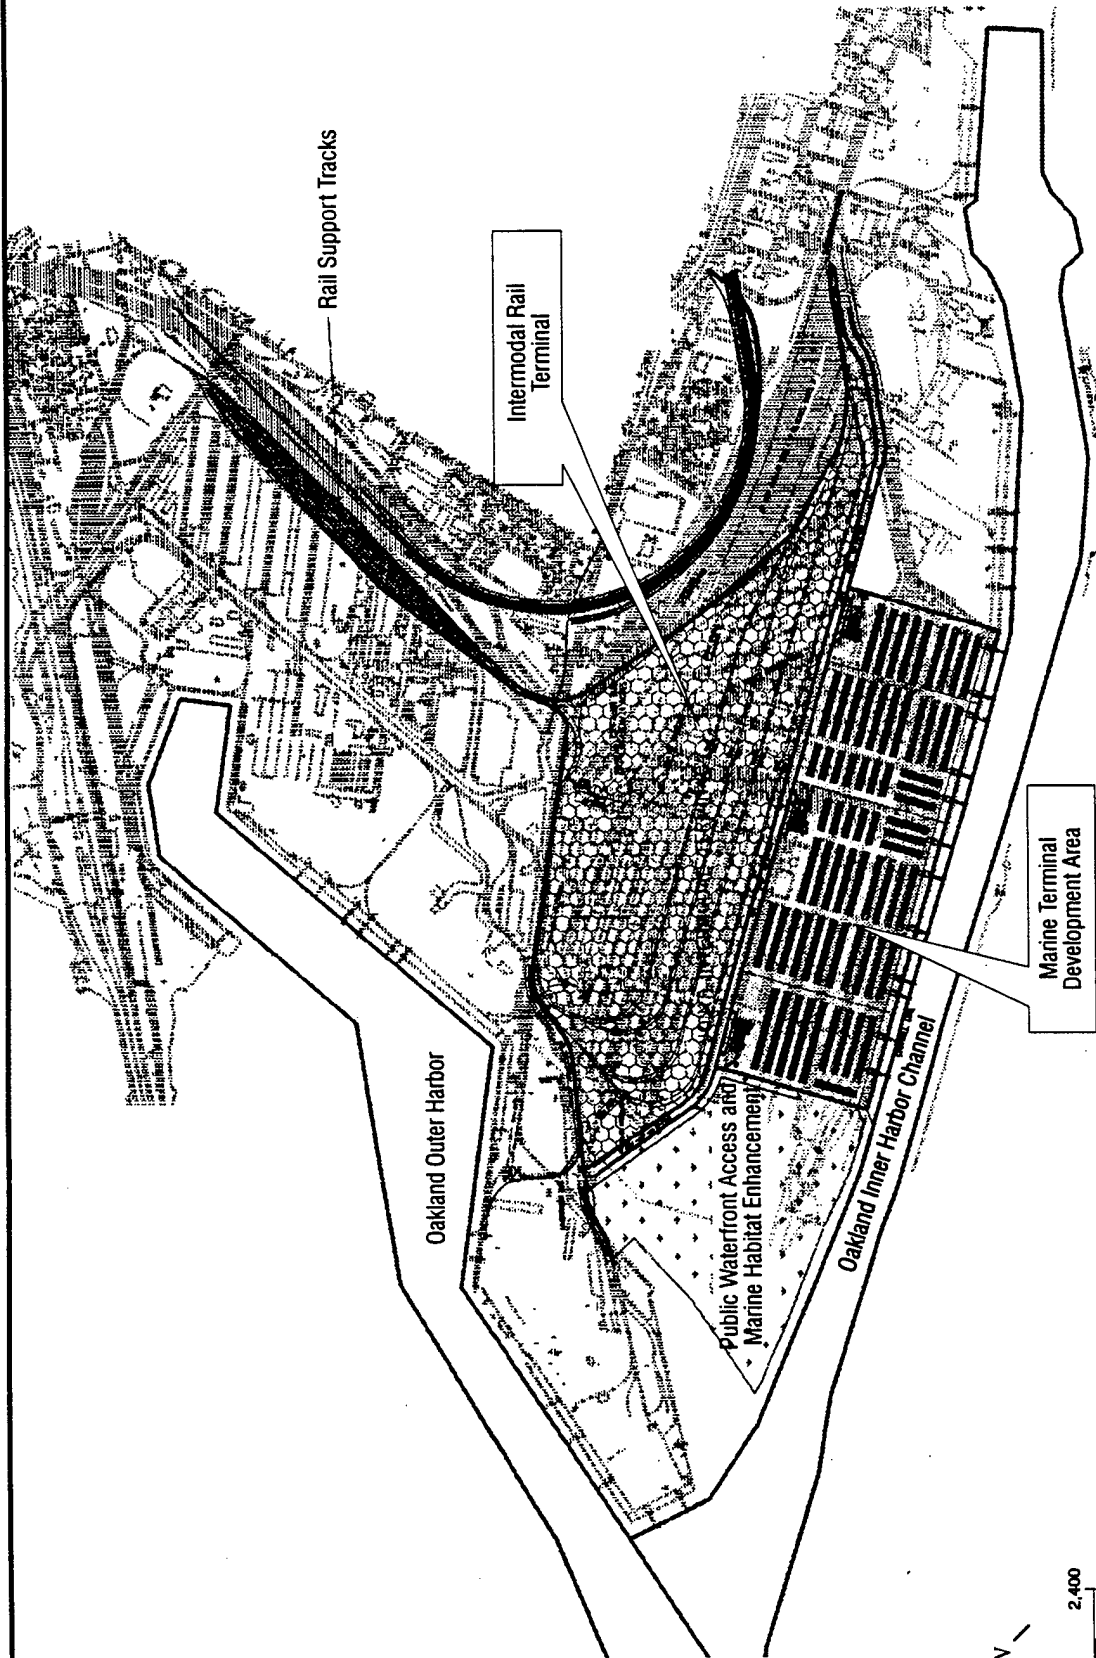 Rail Support Tracks
Intermodal Rail
Terminal
Oakland Outer Harbor
Public Waterfront Access and
Marine Habitat Enhancement
Oakland Inner Harbor Channel
Marine Terminal
Development Area
2,400